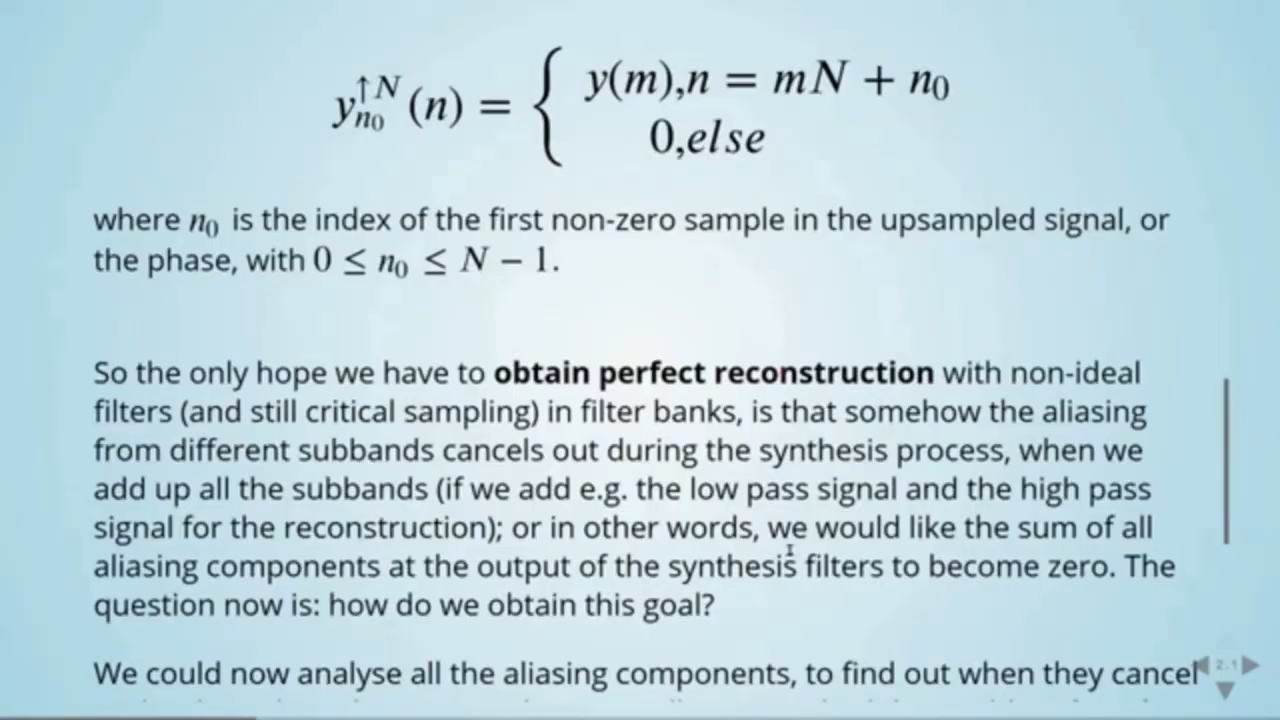 y_{n_0}^{↑N}(n) = { y(m),n = mN + n_0
0,else
where n_0 is the index of the first non-zero sample in the upsampled signal, or
the phase, with 0 ≤ n_0 ≤ N − 1.
So the only hope we have to obtain perfect reconstruction with non-ideal
filters (and still critical sampling) in filter banks, is that somehow the aliasing
from different subbands cancels out during the synthesis process, when we
add up all the subbands (if we add e.g. the low pass signal and the high pass
signal for the reconstruction); or in other words, we would like the sum of all
aliasing components at the output of the synthesis filters to become zero. The
question now is: how do we obtain this goal?
We could now analyse all the aliasing components, to find out when they cancel
2.1